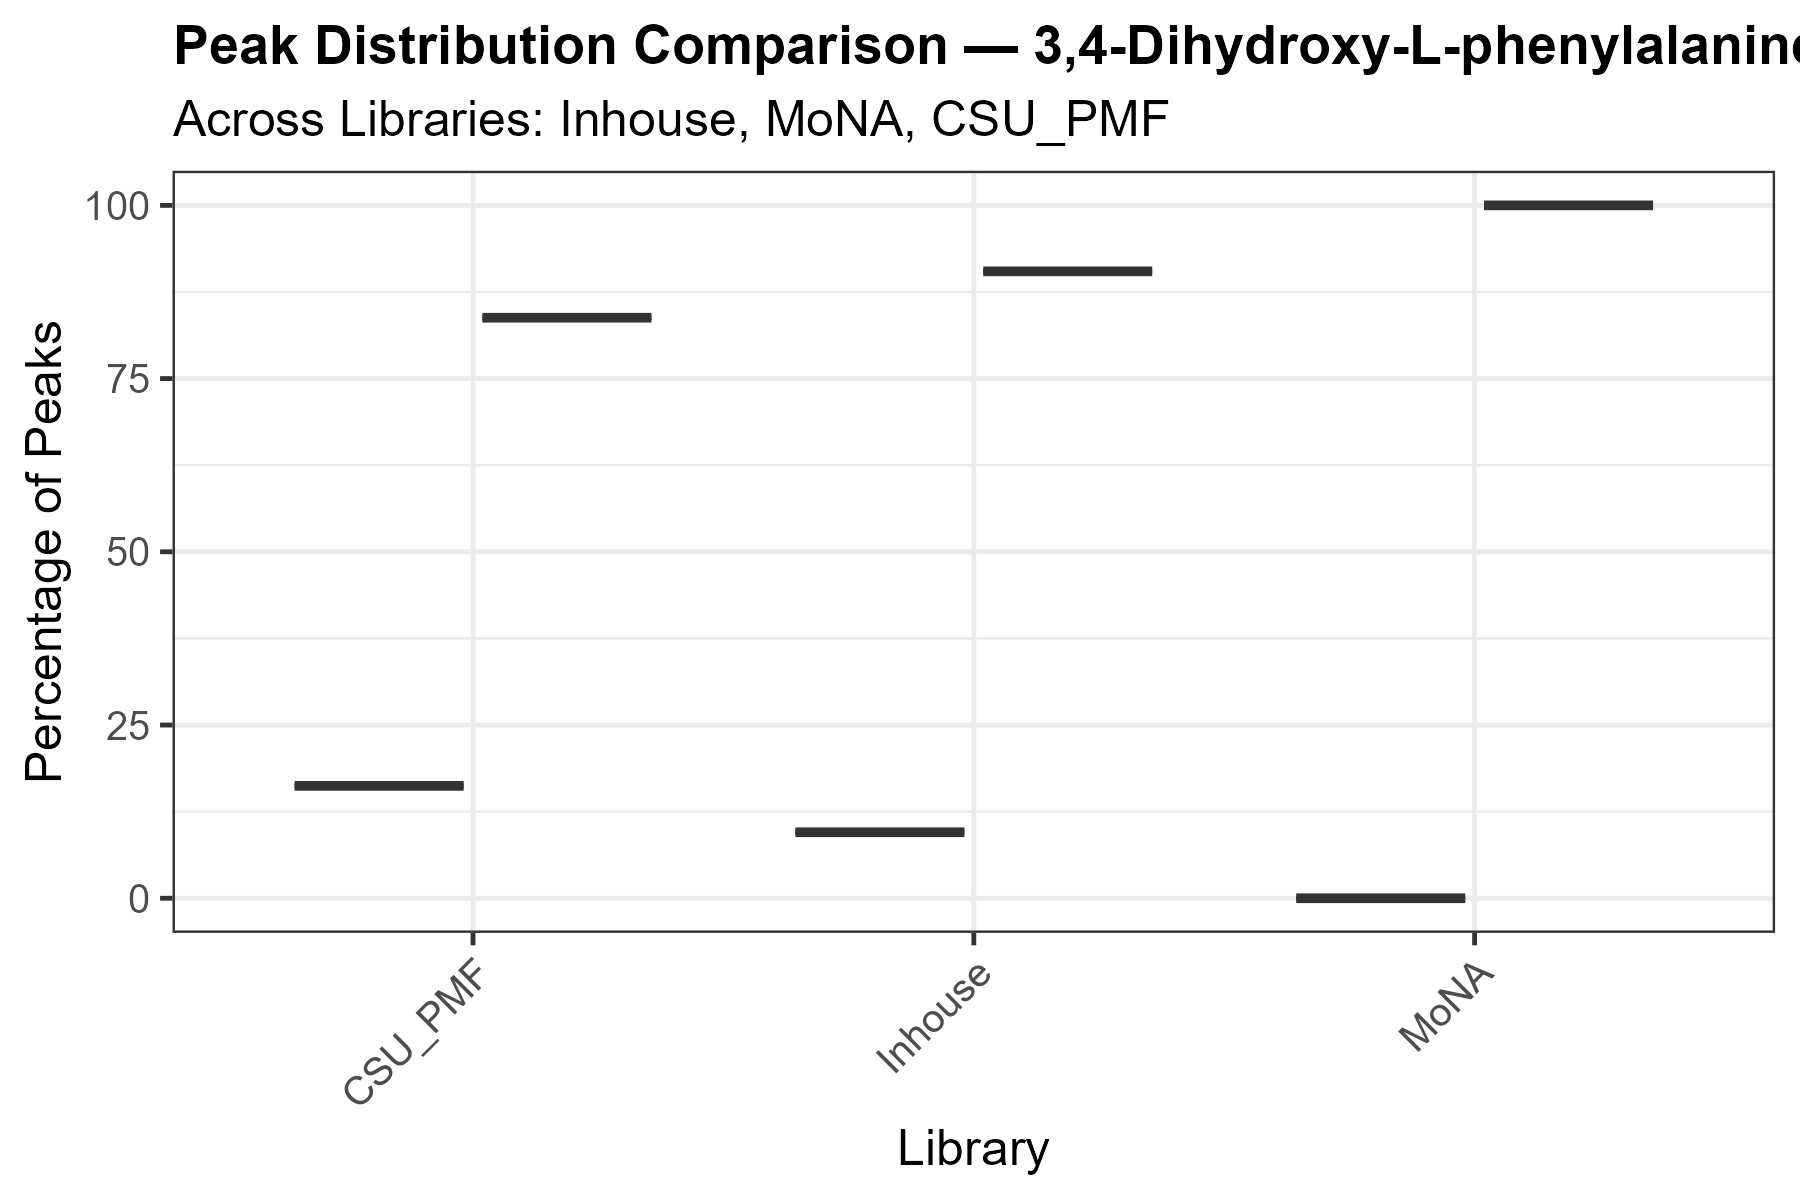 Peak Distribution Comparison — 3,4-Dihydroxy-L-phenylalanine
Across Libraries: Inhouse, MoNA, CSU_PMF
100
75
50
25
0
Percentage of Peaks
CSU_PMF
Inhouse
MoNA
Library